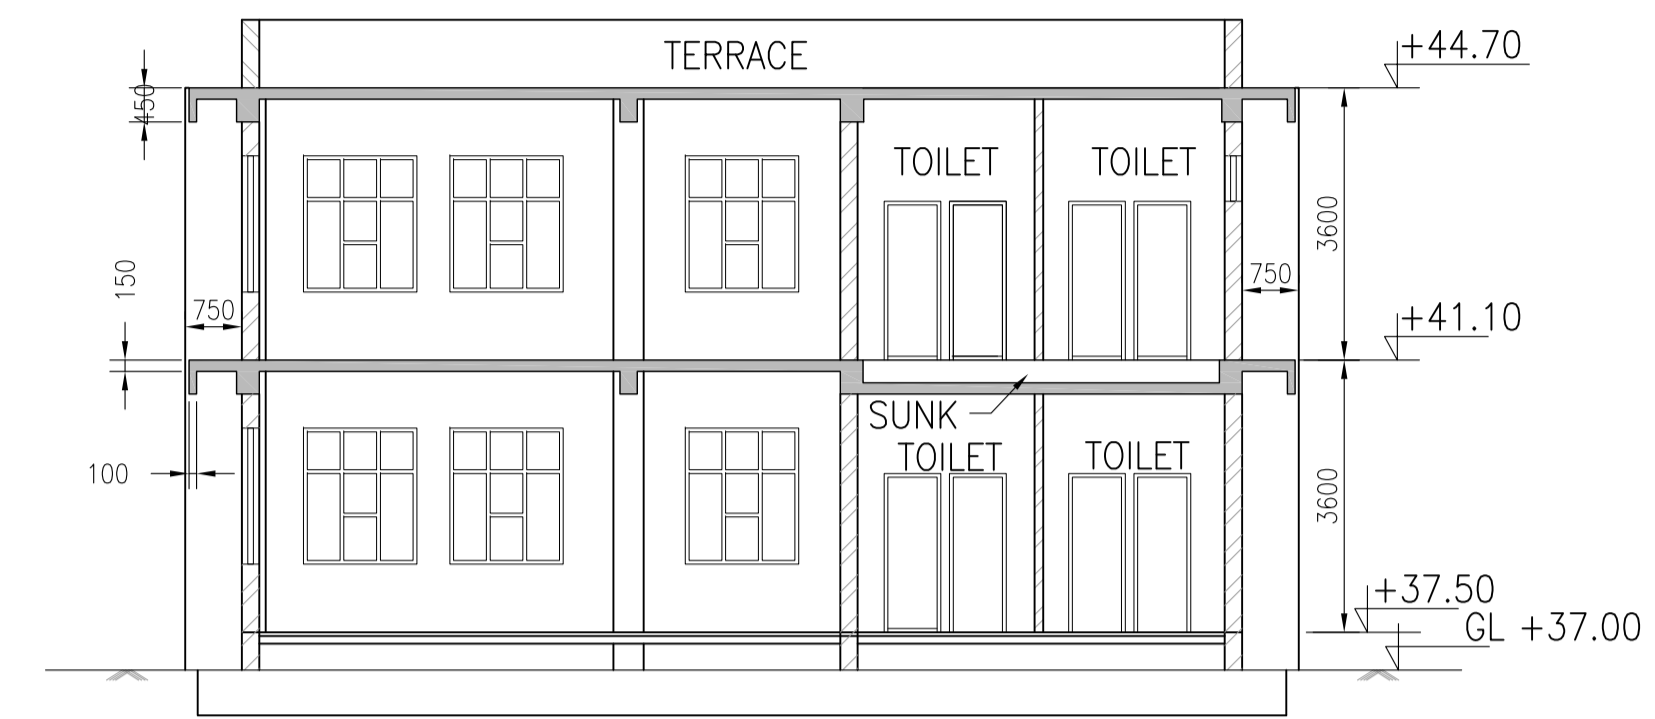 TERRACE
+44.70
450
TOILET
TOILET
3600
150
750
750
+41.10
SUNK
TOILET
TOILET
100
3600
+37.50
GL +37.00